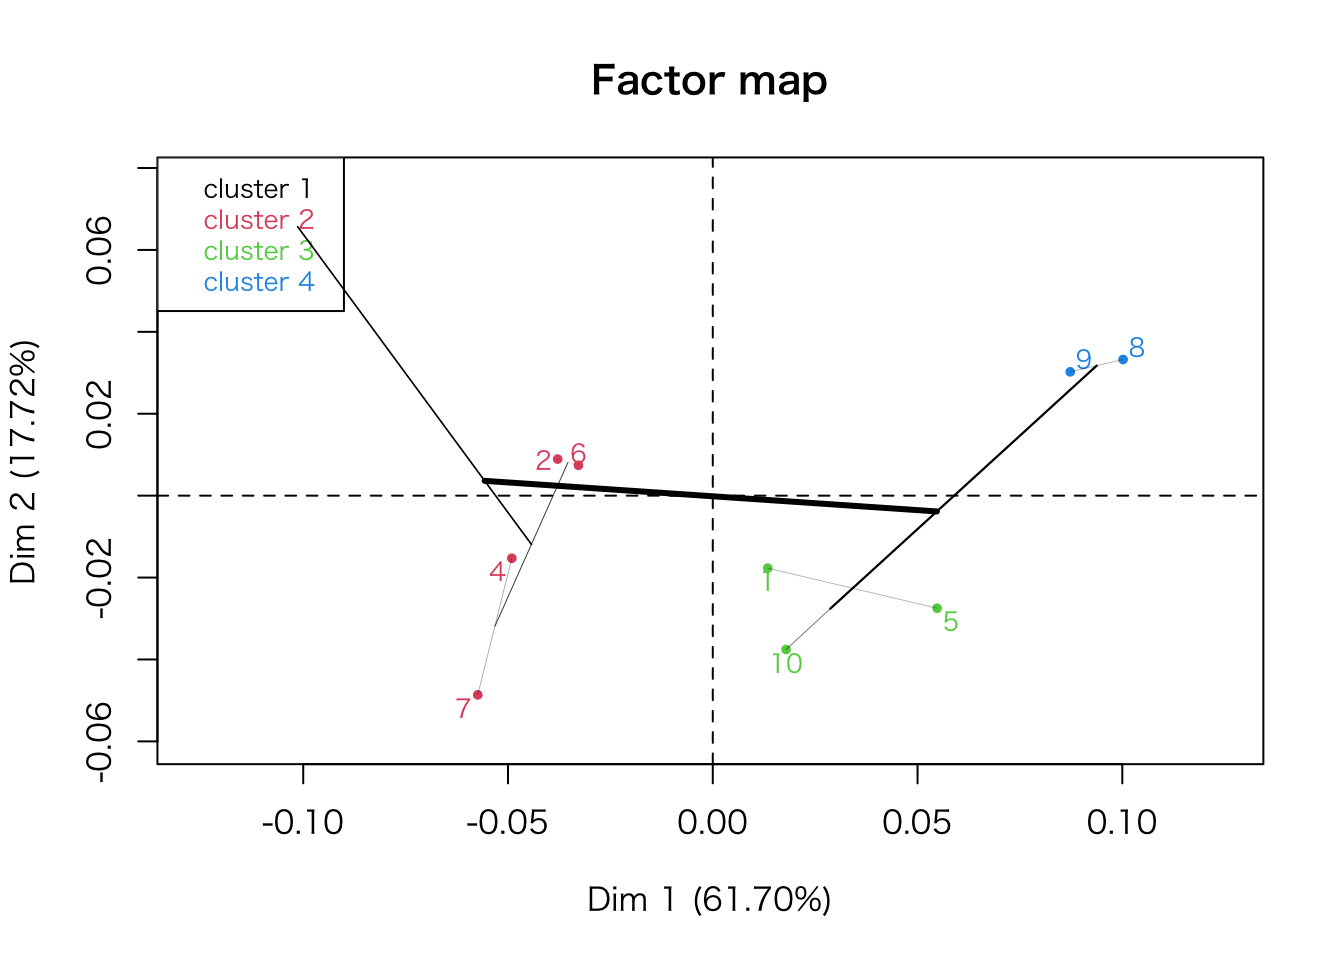 Factor map
cluster 1
cluster 2
cluster 3
cluster 4
0.06
0.02
-0.02
-0.06
Dim 2 (17.72%)
9
8
2
6
4
7
1
5
10
-0.10
-0.05
0.00
0.05
0.10
Dim 1 (61.70%)